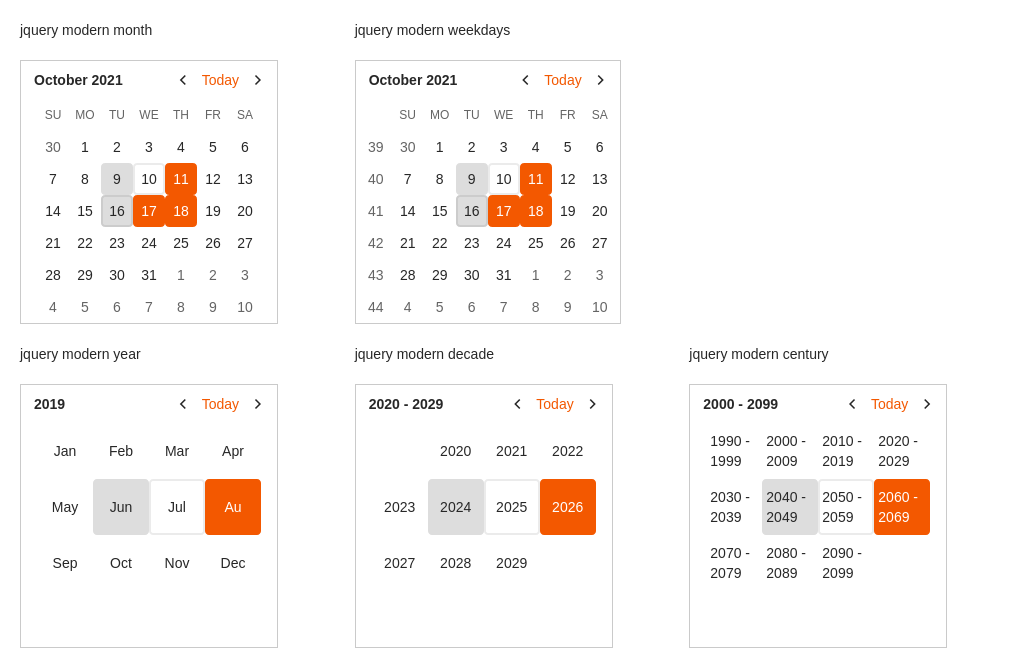 jquery modern month
October 2021 Today
SU MO TU WE TH FR SA
30 1 2 3 4 5 6
7 8 9 10 11 12 13
14 15 16 17 18 19 20
21 22 23 24 25 26 27
28 29 30 31 1 2 3
4 5 6 7 8 9 10
jquery modern weekdays
October 2021 Today
SU MO TU WE TH FR SA
39 30 1 2 3 4 5 6
40 7 8 9 10 11 12 13
41 14 15 16 17 18 19 20
42 21 22 23 24 25 26 27
43 28 29 30 31 1 2 3
44 4 5 6 7 8 9 10
jquery modern year
2019 Today
Jan Feb Mar Apr
May Jun Jul Au
Sep Oct Nov Dec
jquery modern decade
2020 - 2029 Today
2020 2021 2022
2023 2024 2025 2026
2027 2028 2029
jquery modern century
2000 - 2099 Today
1990 - 2000 - 2010 - 2020 -
1999 2009 2019 2029
2030 - 2040 - 2050 - 2060 -
2039 2049 2059 2069
2070 - 2080 - 2090 -
2079 2089 2099